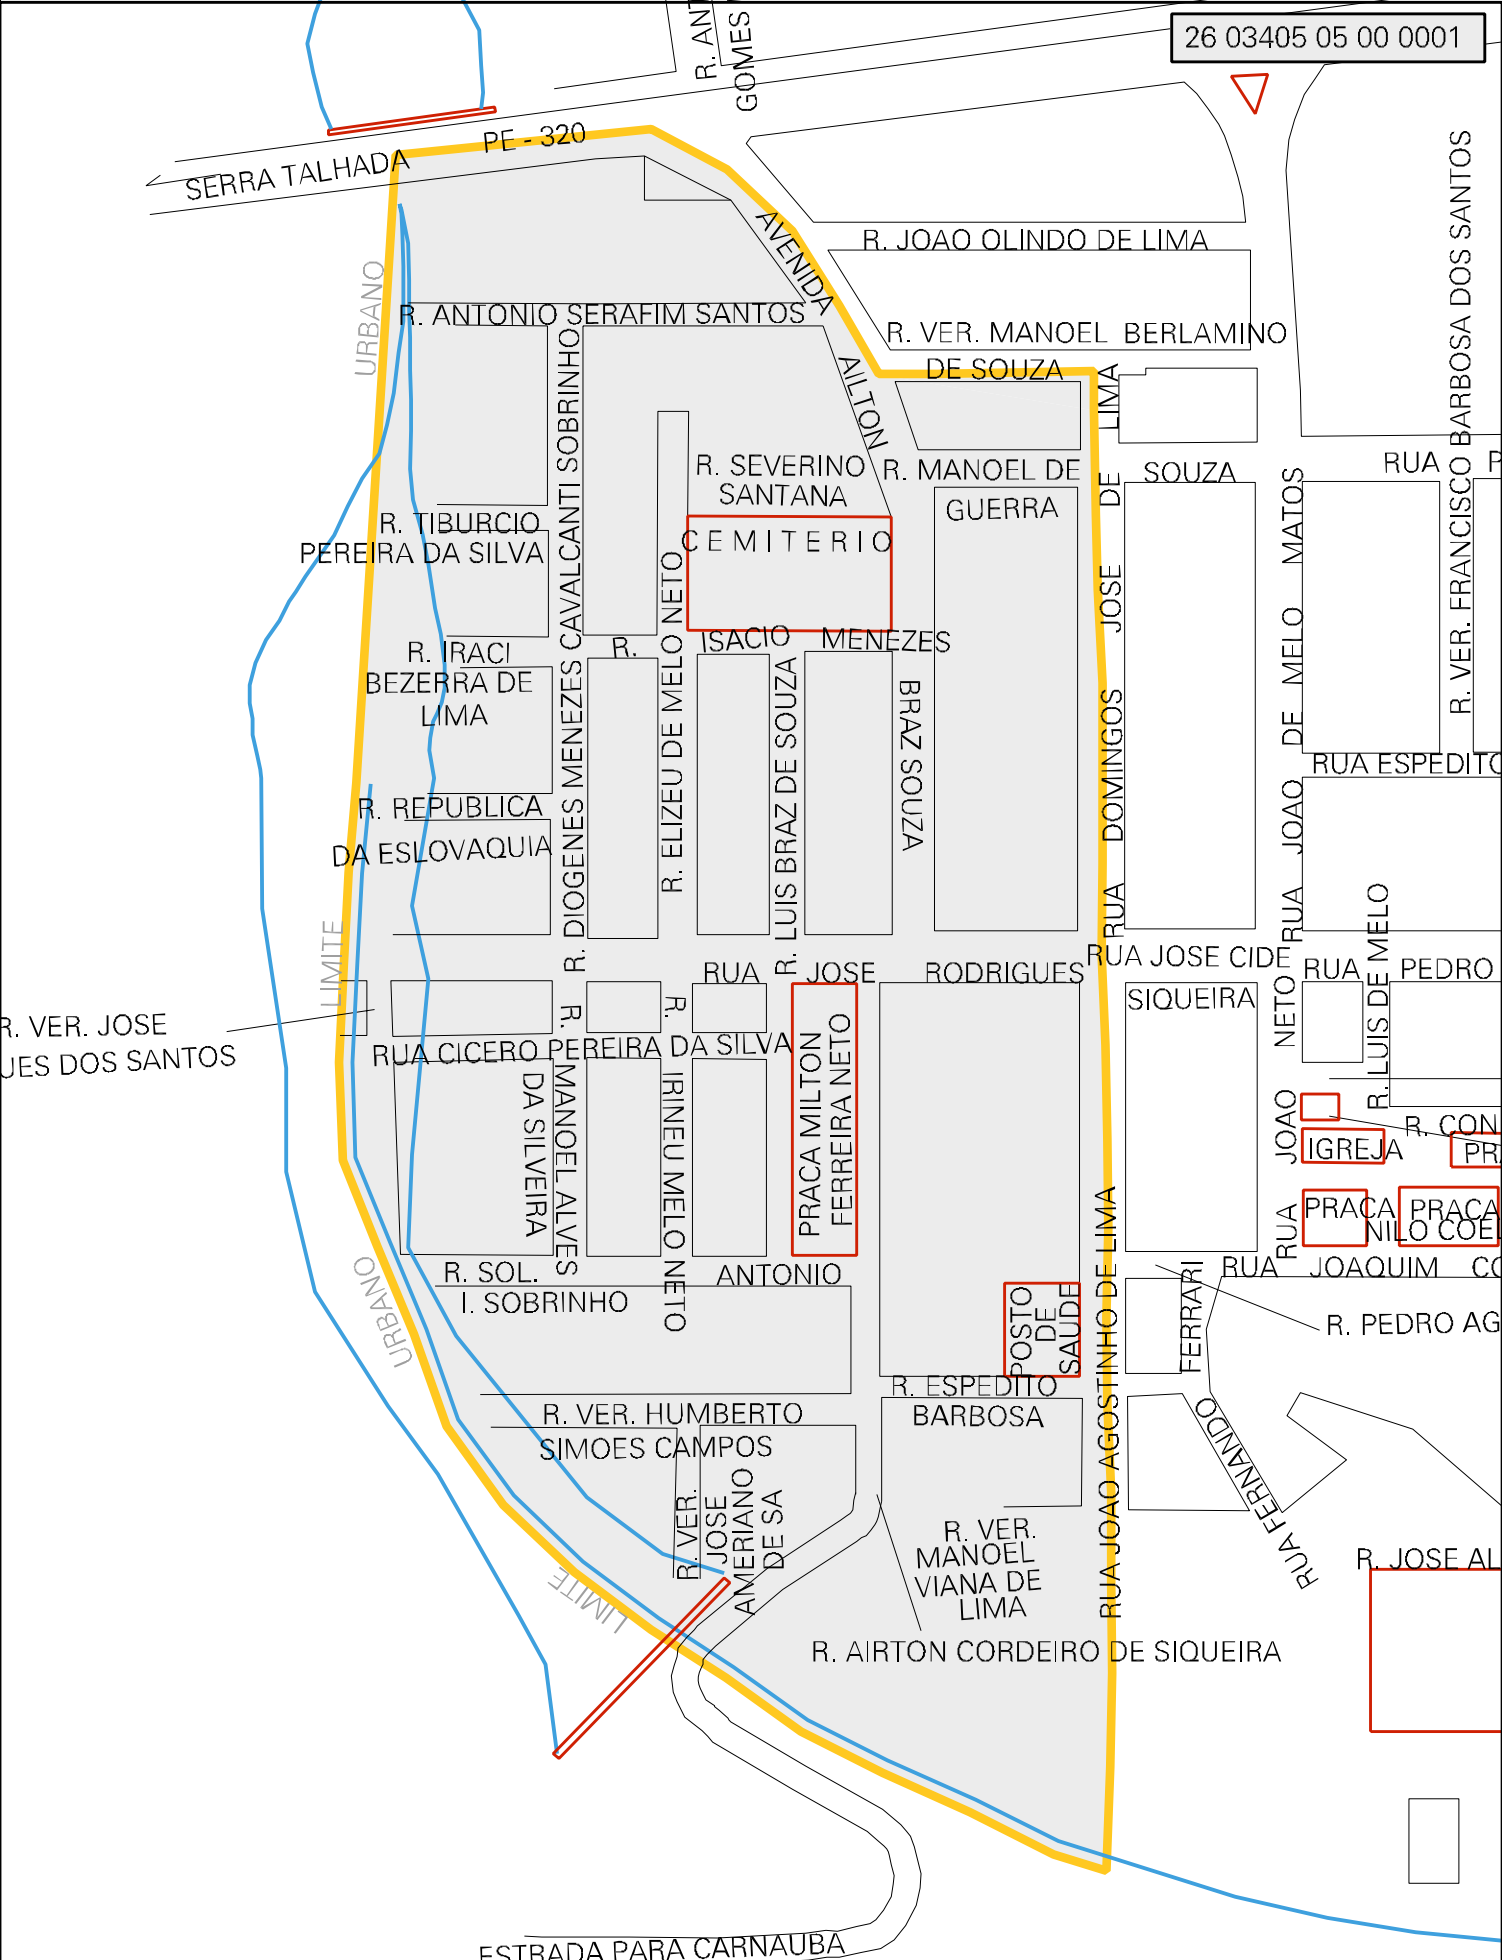 26 03405 05 00 0001
R. ANT
GOMES
PE - 320
SERRA TALHADA
AVENIDA
AILTON
R. JOAO OLINDO DE LIMA
R. VER. MANOEL BERLAMINO
DE SOUZA
R. VER. FRANCISCO BARBOSA DOS SANTOS
URBANO
R. ANTONIO SERAFIM SANTOS
R. DIOGENES MENEZES CAVALCANTI SOBRINHO
R. SEVERINO
SANTANA
R. MANOEL DE
GUERRA
SOUZA
RUA P
CEMITERIO
R. TIBURCIO
PEREIRA DA SILVA
R. ELIZEU DE MELO NETO
R. ISACIO MENEZES
R. IRACI
BEZERRA DE
LIMA
R. LUIS BRAZ DE SOUZA
BRAZ SOUZA
RUA DOMINGOS JOSE DE LIMA
RUA JOAO DE MELO MATOS
RUA ESPEDITO
R. REPUBLICA
DA ESLOVAQUIA
LIMITE
RUA JOSE RODRIGUES
RUA JOSE CIDE
SIQUEIRA
RUA PEDRO
R. LUIS DE MELO
R. VER. JOSE
UES DOS SANTOS
RUA CICERO PEREIRA DA SILVA
R. MANOEL ALVES
DA SILVEIRA
R. IRINEU MELO NETO
PRACA MILTON
FERREIRA NETO
RUA JOAO NETO
R. CON
IGREJA
PRA
PRACA
PRACA
NILO COEL
RUA JOAQUIM CO
R. PEDRO AG
R. SOL. ANTONIO
I. SOBRINHO
URBANO
POSTO
DE
SAUDE
RUA JOAO AGOSTINHO DE LIMA
RUA FERNANDO FERRARI
R. ESPEDITO
BARBOSA
R. VER. HUMBERTO
SIMOES CAMPOS
R. VER.
JOSE
AMERIANO
DE SA
R. VER.
MANOEL
VIANA DE
LIMA
R. JOSE AL
LIMITE
R. AIRTON CORDEIRO DE SIQUEIRA
ESTRADA PARA CARNAUBA